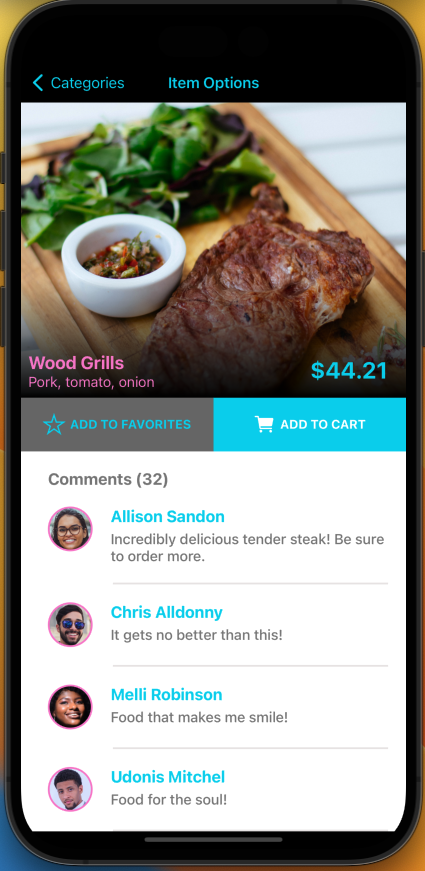 Categories
Item Options
Wood Grills
Pork, tomato, onion
$44.21
ADD TO FAVORITES
ADD TO CART
Comments (32)
Allison Sandon
Incredibly delicious tender steak! Be sure
to order more.
Chris Alldonny
It gets no better than this!
Melli Robinson
Food that makes me smile!
Udonis Mitchel
Food for the soul!